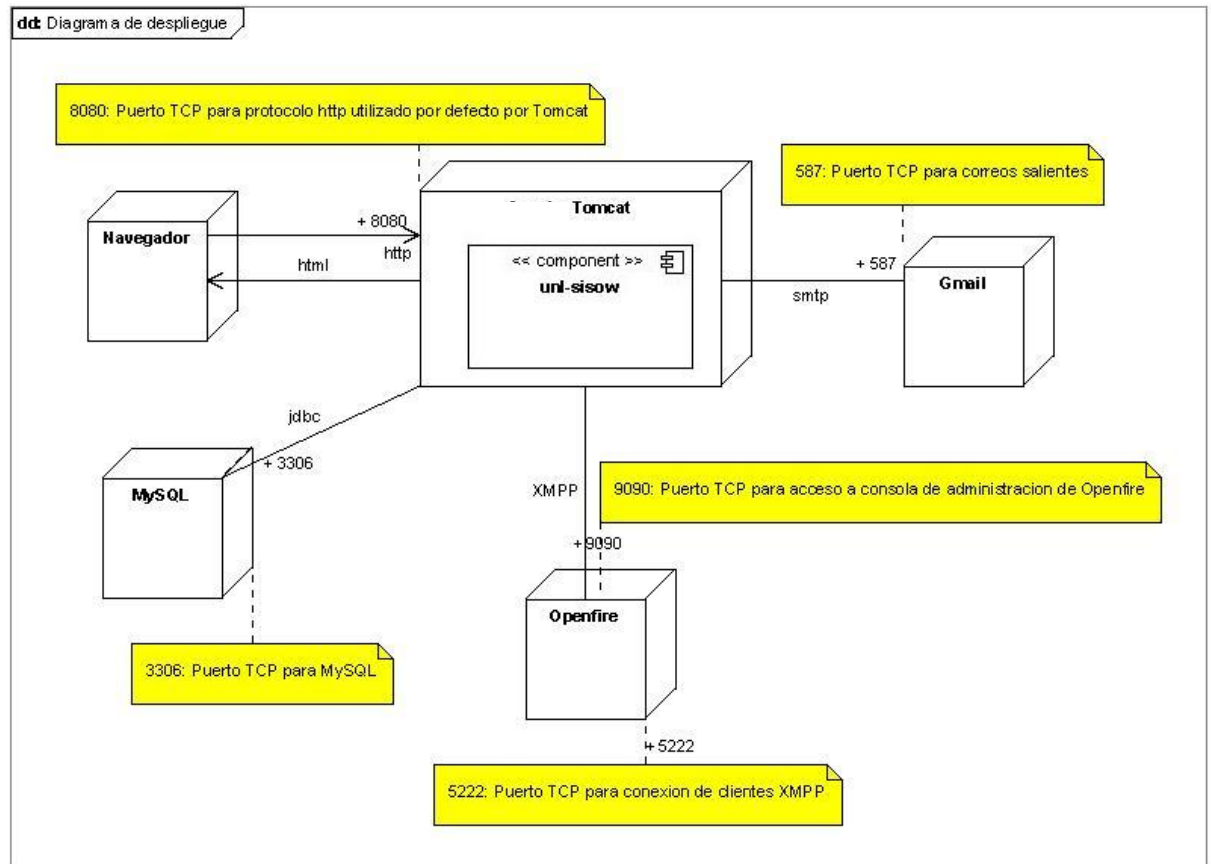 dd: Diagrama de despliegue
8080: Puerto TCP para protocolo http utilizado por defecto por Tomcat
587: Puerto TCP para correos salientes
Tomcat
Navegador
+ 8080
http
html
<< component >>
unl-sisow
+ 587
smtp
Gmail
jdbc
+ 3306
MySQL
XMPP
9090: Puerto TCP para acceso a consola de administracion de Openfire
+ 9090
Openfire
3306: Puerto TCP para MySQL
+ 5222
5222: Puerto TCP para conexion de clientes XMPP